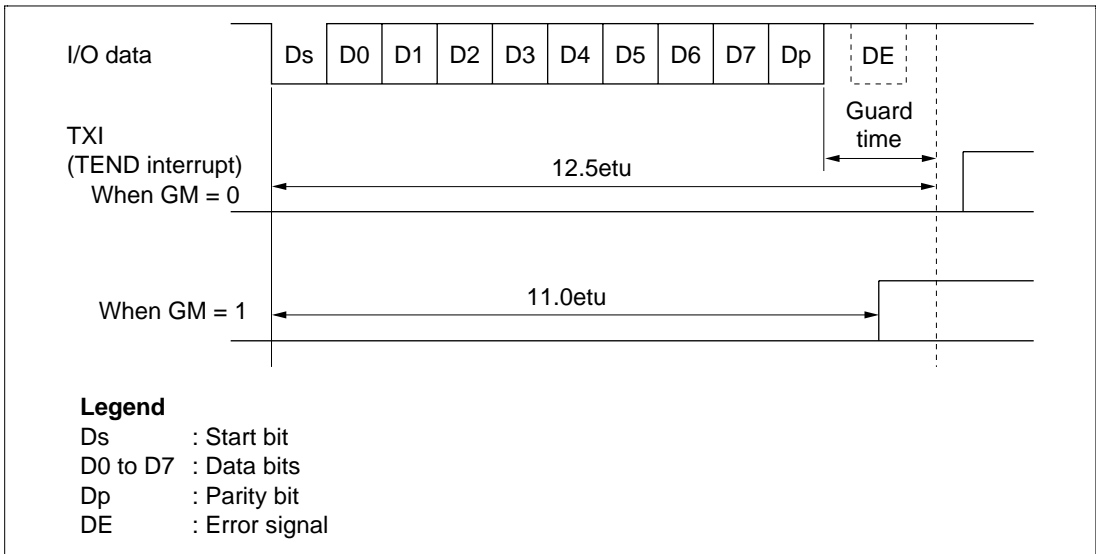 I/O data
Ds D0 D1 D2 D3 D4 D5 D6 D7 Dp DE
Guard
time
TXI
(TEND interrupt)
When GM = 0
12.5etu
When GM = 1
11.0etu
Legend
Ds : Start bit
D0 to D7 : Data bits
Dp : Parity bit
DE : Error signal